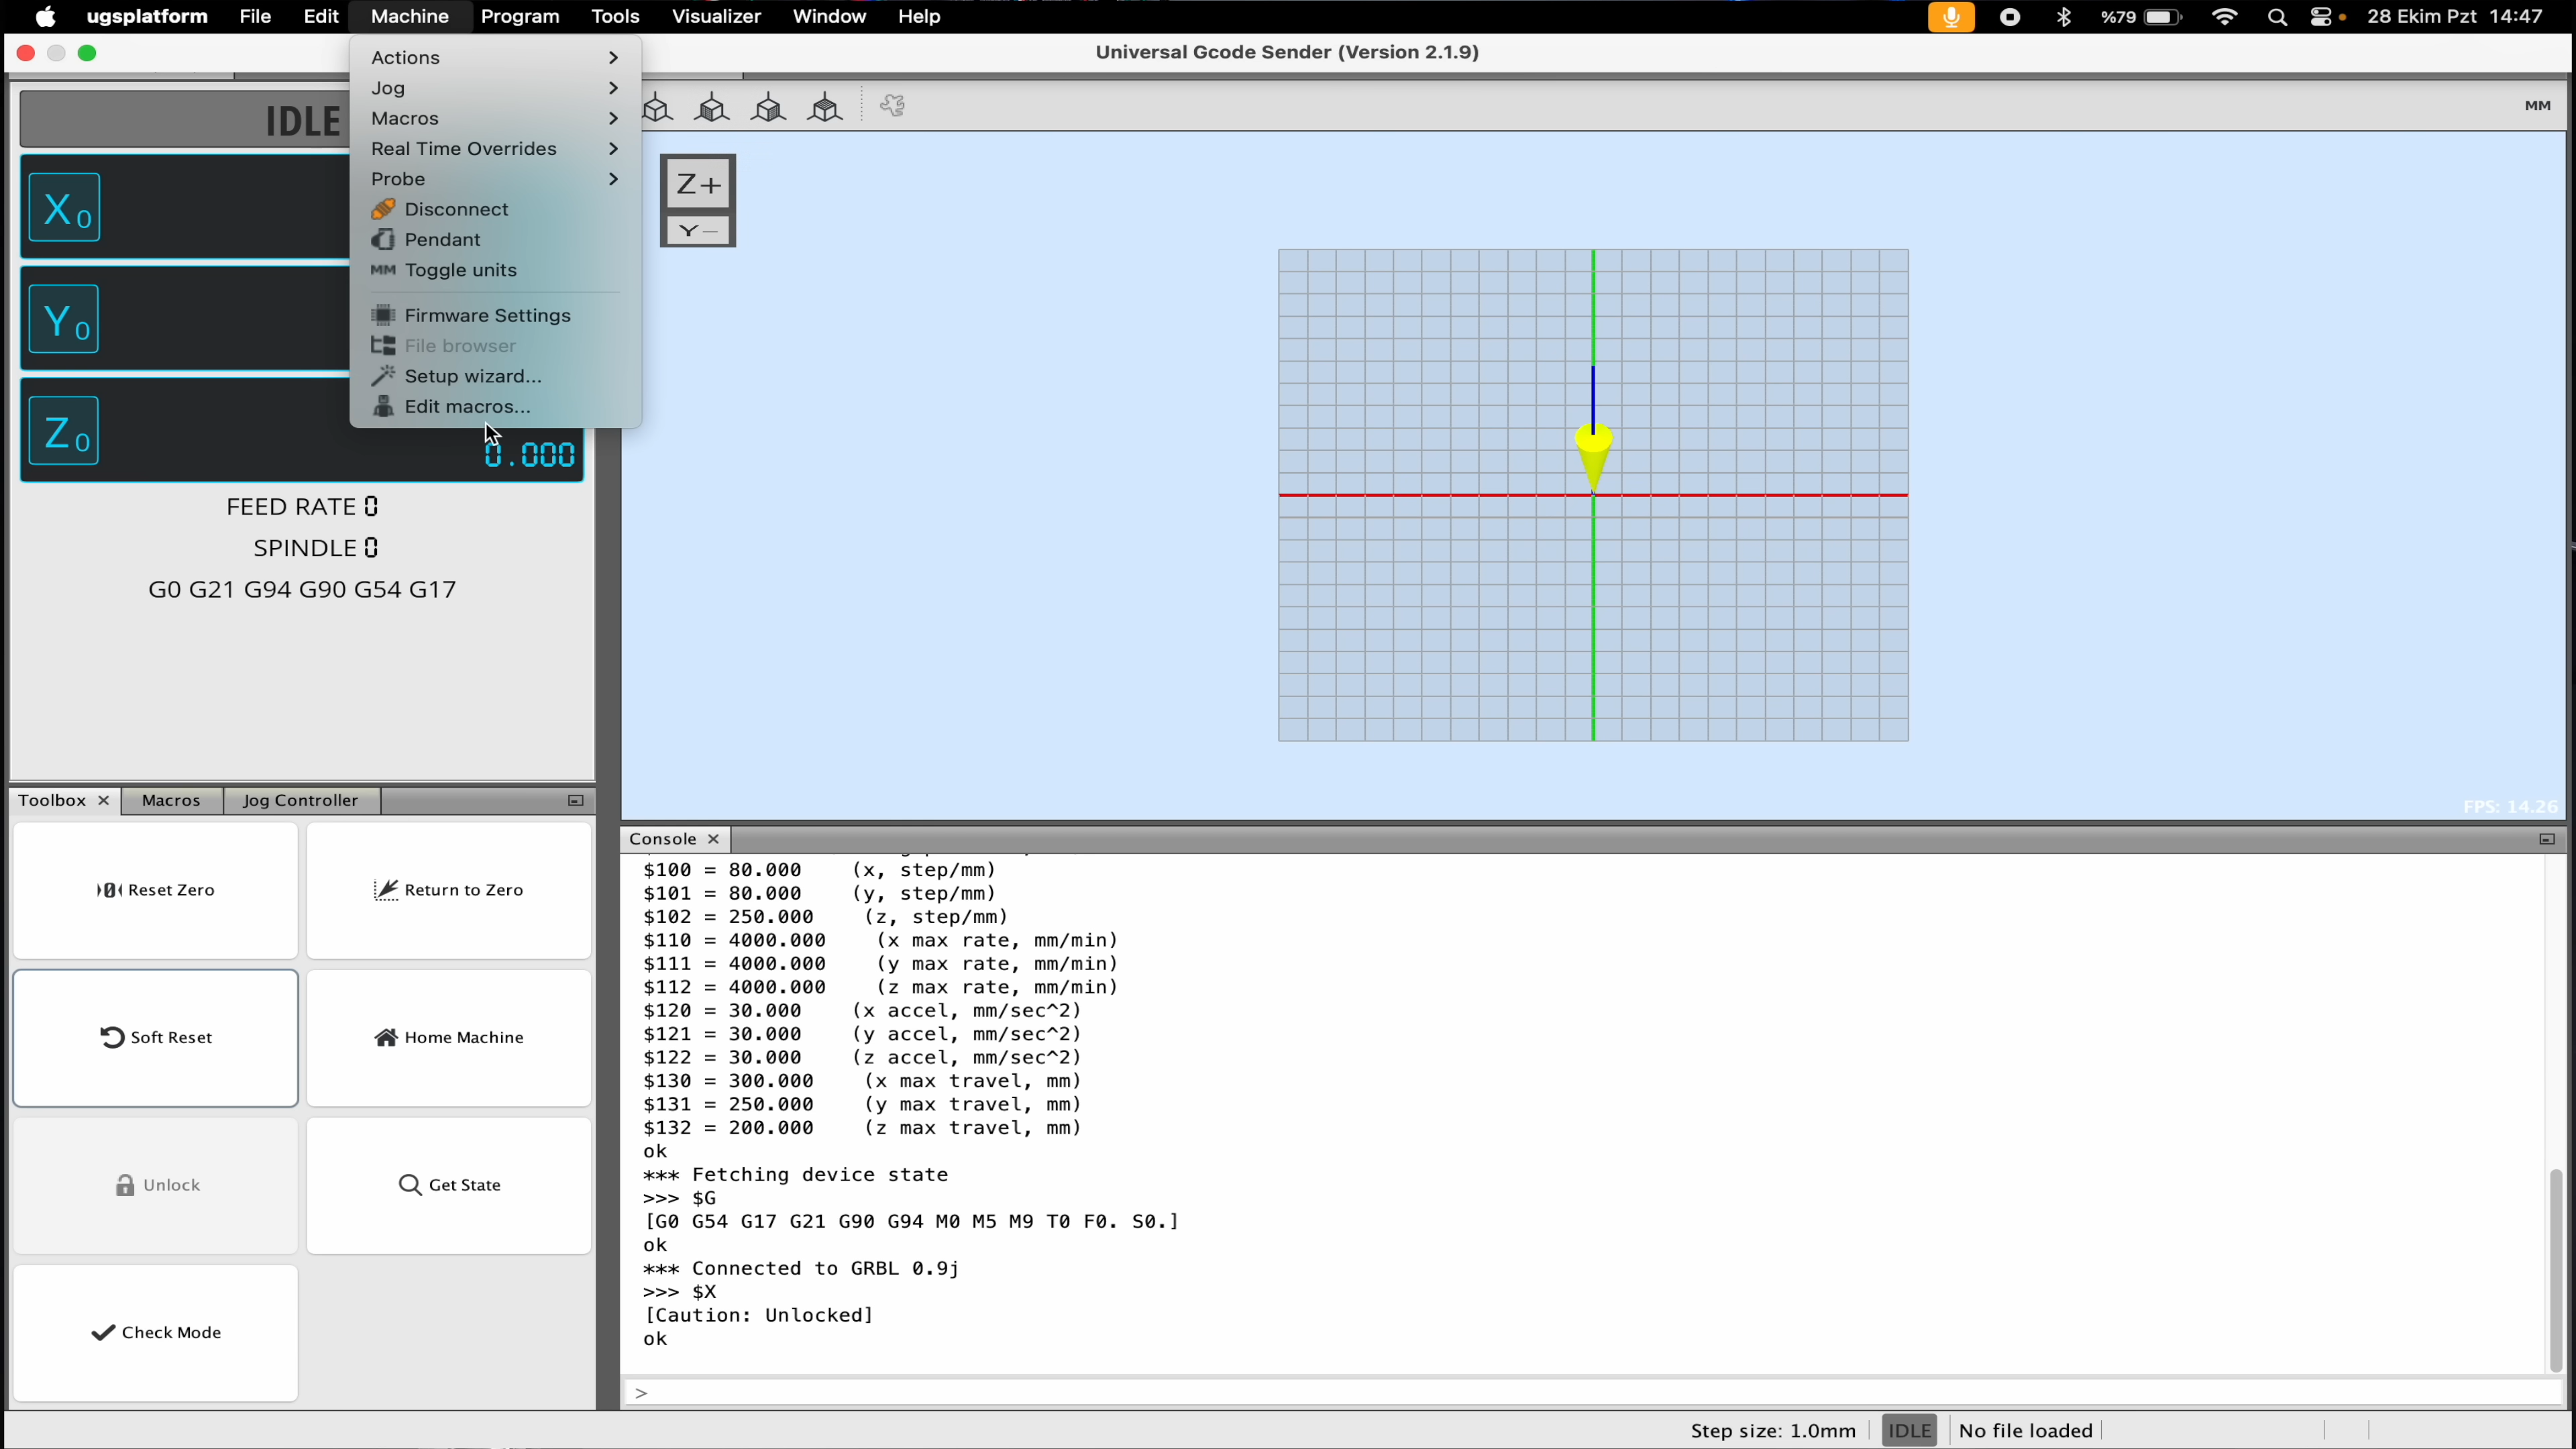 ugsplatform File Edit Machine Program Tools Visualizer Window Help %79 28 Ekim Pzt 14:47
Universal Gcode Sender (Version 2.1.9)
Actions
Jog
Macros
Real Time Overrides
Probe
Disconnect
Pendant
MM Toggle units
Firmware Settings
File browser
Setup wizard...
Edit macros...
MM
IDLE
X0
Y0
Z0
0.000
FEED RATE 0
SPINDLE 0
G0 G21 G94 G90 G54 G17
Z+
Y−
FPS: 14.26
Toolbox Macros Jog Controller
Reset Zero
Return to Zero
Soft Reset
Home Machine
Unlock
Get State
Check Mode
Console
$100 = 80.000 (x, step/mm)
$101 = 80.000 (y, step/mm)
$102 = 250.000 (z, step/mm)
$110 = 4000.000 (x max rate, mm/min)
$111 = 4000.000 (y max rate, mm/min)
$112 = 4000.000 (z max rate, mm/min)
$120 = 30.000 (x accel, mm/sec^2)
$121 = 30.000 (y accel, mm/sec^2)
$122 = 30.000 (z accel, mm/sec^2)
$130 = 300.000 (x max travel, mm)
$131 = 250.000 (y max travel, mm)
$132 = 200.000 (z max travel, mm)
ok
*** Fetching device state
>>> $G
[G0 G54 G17 G21 G90 G94 M0 M5 M9 T0 F0. S0.]
ok
*** Connected to GRBL 0.9j
>>> $X
[Caution: Unlocked]
ok
>
Step size: 1.0mm IDLE No file loaded